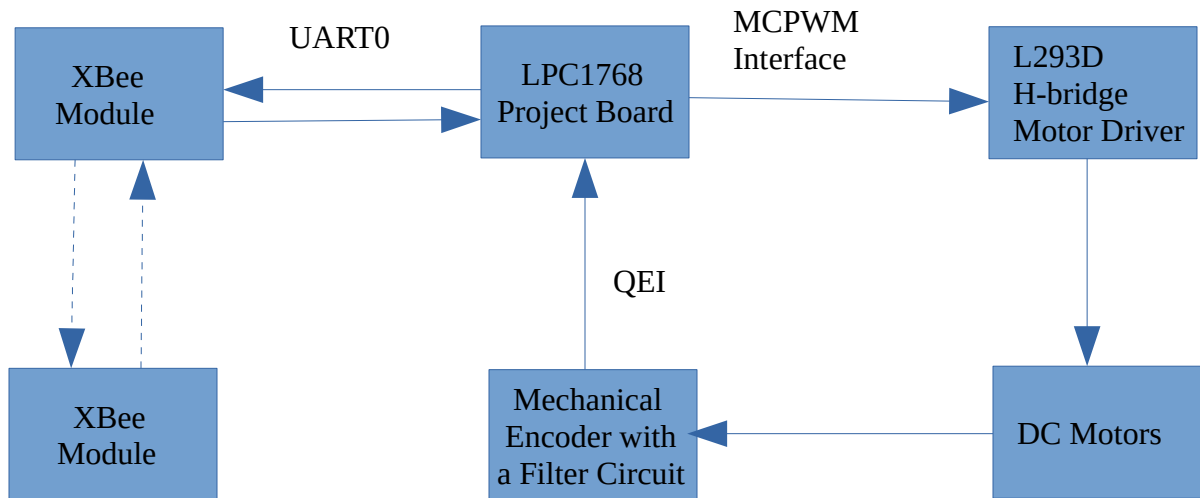 XBee
Module
UART0
LPC1768
Project Board
MCPWM
Interface
L293D
H-bridge
Motor Driver
QEI
XBee
Module
Mechanical
Encoder with
a Filter Circuit
DC Motors